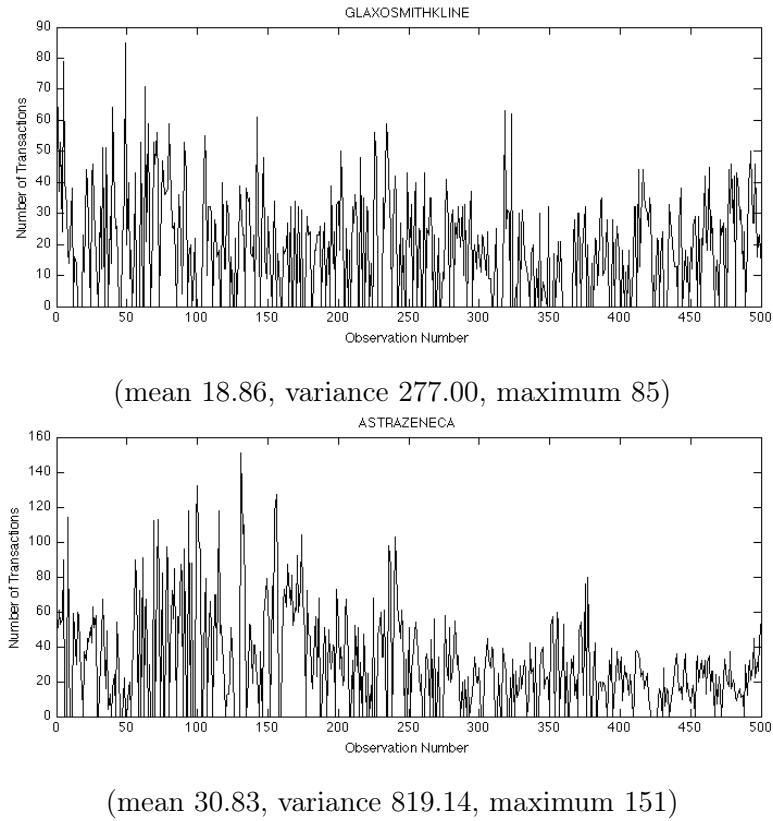 GLAXOSMITHKLINE
90
80
70
60
50
40
30
20
10
0
Number of Transactions
0 50 100 150 200 250 300 350 400 450 500
Observation Number
(mean 18.86, variance 277.00, maximum 85)
ASTRAZENECA
160
140
120
100
80
60
40
20
0
Number of Transactions
0 50 100 150 200 250 300 350 400 450 500
Observation Number
(mean 30.83, variance 819.14, maximum 151)